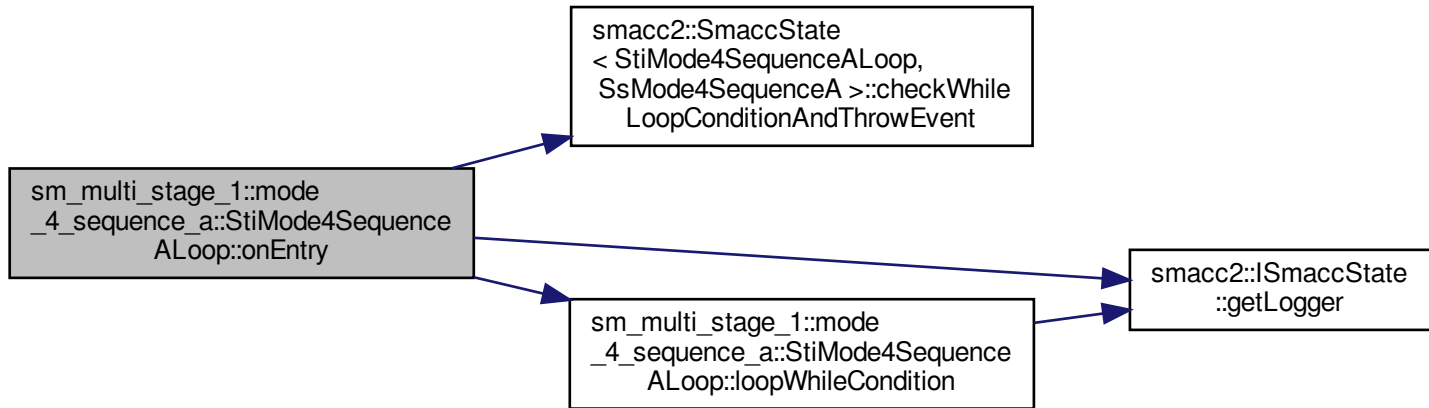 smacc2::SmaccState
< StiMode4SequenceALoop,
SsMode4SequenceA >::checkWhile
LoopConditionAndThrowEvent
sm_multi_stage_1::mode
_4_sequence_a::StiMode4Sequence
ALoop::onEntry
smacc2::ISmaccState
::getLogger
sm_multi_stage_1::mode
_4_sequence_a::StiMode4Sequence
ALoop::loopWhileCondition